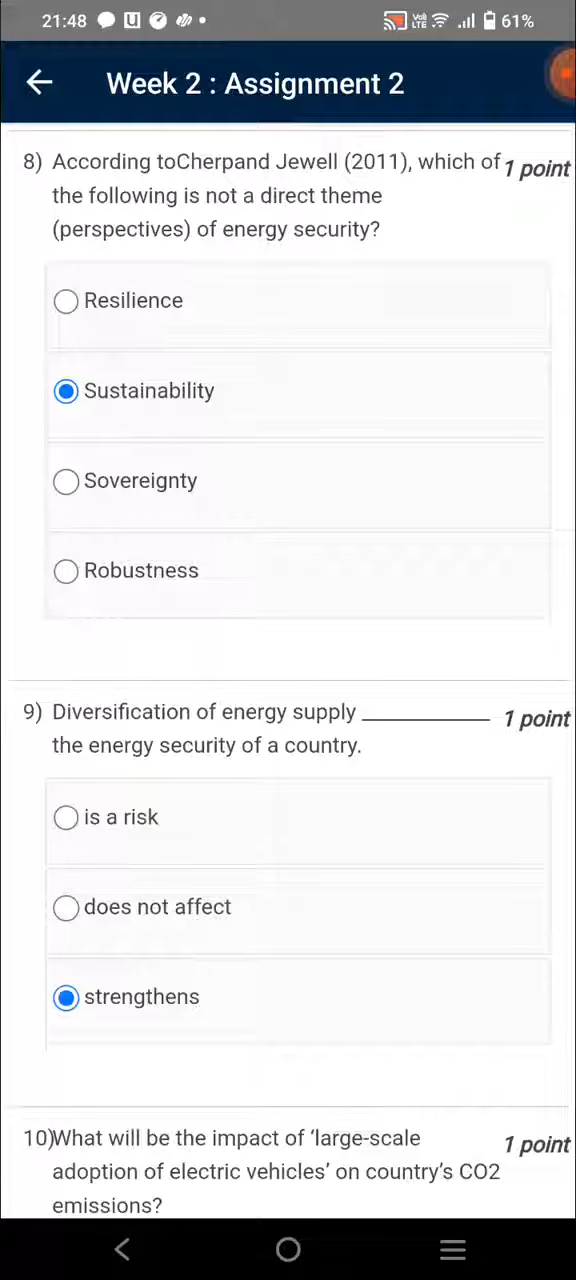 21:48
Vo)) LTE
61%
Week 2 : Assignment 2
8) According toCherpand Jewell (2011), which of 1 point
the following is not a direct theme
(perspectives) of energy security?
Resilience
Sustainability
Sovereignty
Robustness
9) Diversification of energy supply ___________ 1 point
the energy security of a country.
is a risk
does not affect
strengthens
10)What will be the impact of ‘large-scale 1 point
adoption of electric vehicles’ on country’s CO2
emissions?